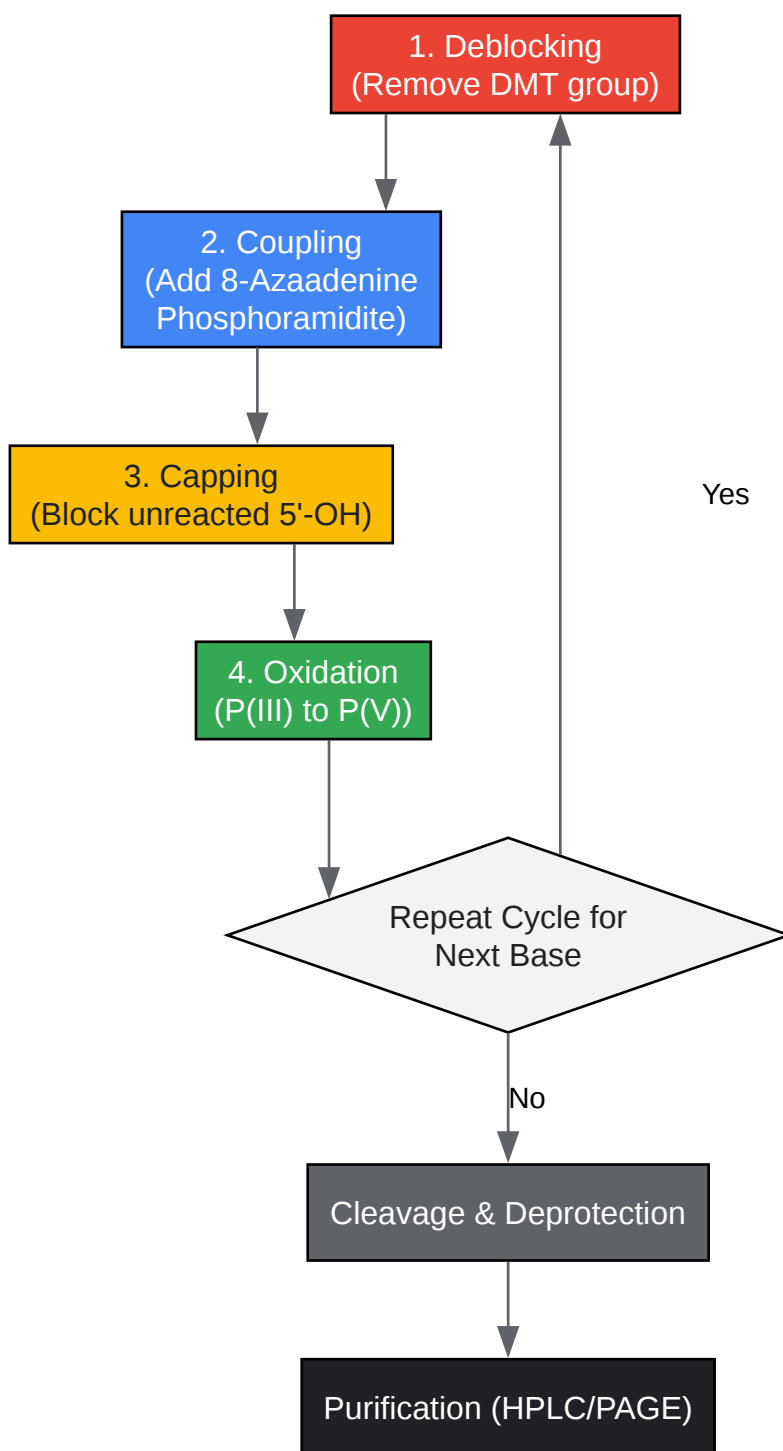 1. Deblocking
(Remove DMT group)
2. Coupling
(Add 8-Azaadenine
Phosphoramidite)
3. Capping
(Block unreacted 5'-OH)
Yes
4. Oxidation
(P(III) to P(V))
Repeat Cycle for
Next Base
No
Cleavage & Deprotection
Purification (HPLC/PAGE)